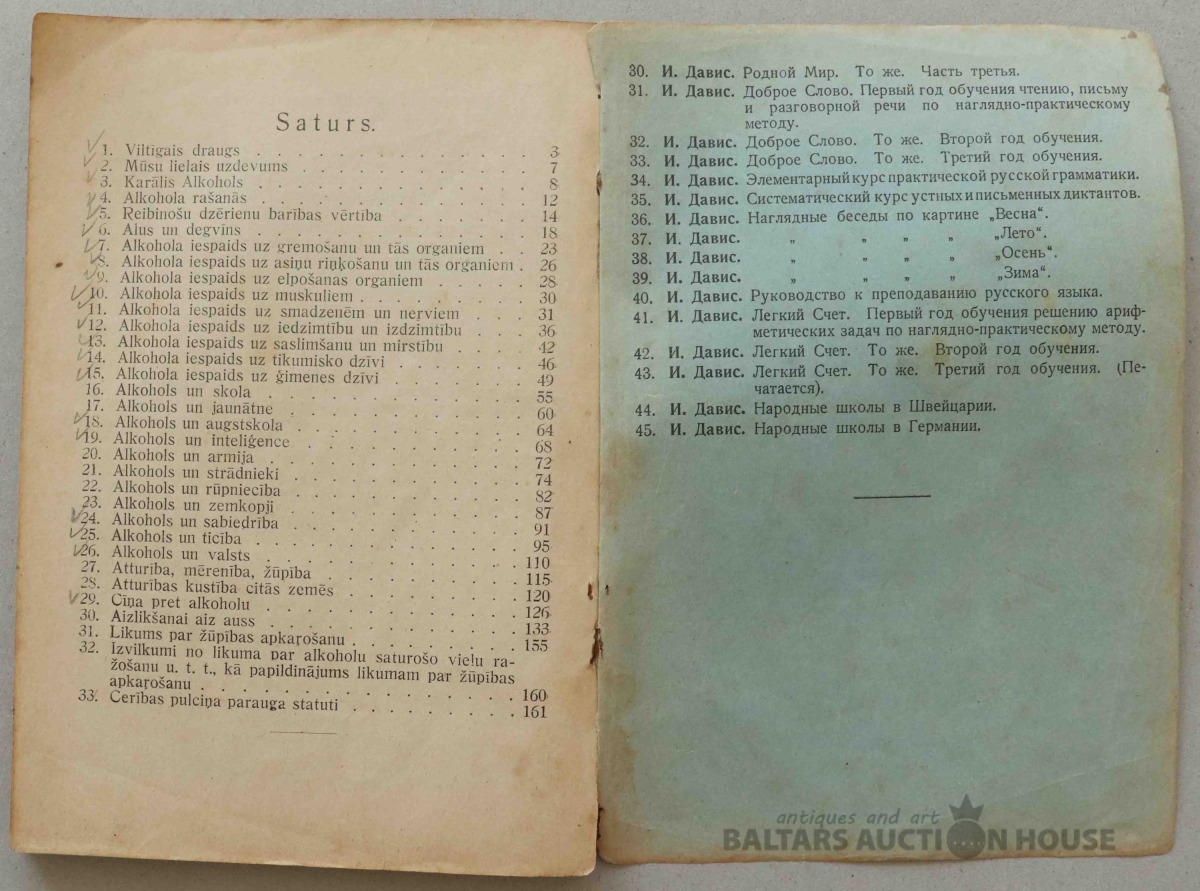 Saturs.
1. Viltīgais draugs . . . . . . . . . . . . 3
2. Mūsu lielais uzdevums . . . . . . . . . . 7
3. Karālis Alkohols . . . . . . . . . . . . 8
4. Alkohola rašanās . . . . . . . . . . . . 12
5. Reibinošu dzērienu barības vērtība . . . . . . 14
6. Alus un degvīns . . . . . . . . . . . . 18
7. Alkohola iespaids uz gremošanu un tās organiem . . . 23
8. Alkohola iespaids uz asiņu riņķošanu un tās organiem . 26
9. Alkohola iespaids uz elpošanas organiem . . . . . 28
10. Alkohola iespaids uz muskuliem . . . . . . . . 30
11. Alkohola iespaids uz smadzenēm un nerviem . . . 31
12. Alkohola iespaids uz iedzimtību un izdzimtību . . . 36
13. Alkohola iespaids uz saslimšanu un mirstību . . . . 42
14. Alkohola iespaids uz tikumisko dzīvi . . . . . . 46
15. Alkohola iespaids uz ģimenes dzīvi . . . . . . 49
16. Alkohols un skola . . . . . . . . . . . 55
17. Alkohols un jaunātne . . . . . . . . . . 60
18. Alkohols un augstskola . . . . . . . . . 64
19. Alkohols un inteliģence . . . . . . . . . 68
20. Alkohols un armija . . . . . . . . . . . 72
21. Alkohols un strādnieki . . . . . . . . . . 74
22. Alkohols un rūpniecība . . . . . . . . . 82
23. Alkohols un zemkopji . . . . . . . . . . 87
24. Alkohols un sabiedrība . . . . . . . . . 91
25. Alkohols un ticība . . . . . . . . . . . 95
26. Alkohols un valsts . . . . . . . . . . . 110
27. Atturība, mērenība, žūpība . . . . . . . . 115
28. Atturības kustība citās zemēs . . . . . . . . 120
29. Cīņa pret alkoholu . . . . . . . . . . . 126
30. Aizlikšanai aiz auss . . . . . . . . . . 133
31. Likums par žūpības apkaŗošanu . . . . . . . 155
32. Izvilkumi no likuma par alkoholu saturošo vielu ra-
žošanu u. t. t., kā papildinājums likumam par žūpības
apkaŗošanu . . . . . . . . . . . . . 160
33. Cerības pulciņa parauga statuti . . . . . . . . 161
30. И. Давис. Родной Мир. То же. Часть третья.
31. И. Давис. Доброе Слово. Первый год обучения чтению, письму
и разговорной речи по наглядно-практическому
методу.
32. И. Давис. Доброе Слово. То же. Второй год обучения.
33. И. Давис. Доброе Слово. То же. Третий год обучения.
34. И. Давис. Элементарный курс практической русской грамматики.
35. И. Давис. Систематический курс устных и письменных диктантов.
36. И. Давис. Наглядные беседы по картине „Весна“.
37. И. Давис. „ „ „ „ „Лето“.
38. И. Давис. „ „ „ „ „Осень“.
39. И. Давис. „ „ „ „ „Зима“.
40. И. Давис. Руководство к преподаванию русского языка.
41. И. Давис. Легкий Счет. Первый год обучения решению ариф-
метических задач по наглядно-практическому методу.
42. И. Давис. Легкий Счет. То же. Второй год обучения.
43. И. Давис. Легкий Счет. То же. Третий год обучения. (Пе-
чатается).
44. И. Давис. Народные школы в Швейцарии.
45. И. Давис. Народные школы в Германии.
antiques and art
BALTARS AUCTION HOUSE